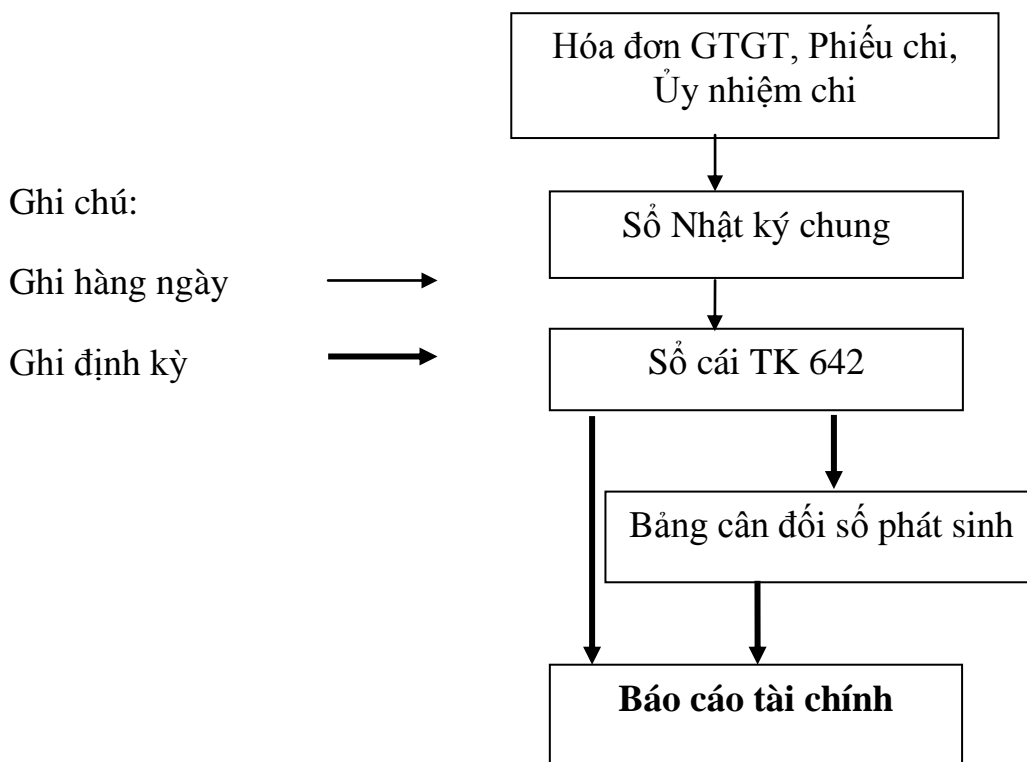 Hóa đơn GTGT, Phiếu chi,
Ủy nhiệm chi
Ghi chú:
Sổ Nhật ký chung
Ghi hàng ngày
Ghi định kỳ
Sổ cái TK 642
Bảng cân đối số phát sinh
Báo cáo tài chính